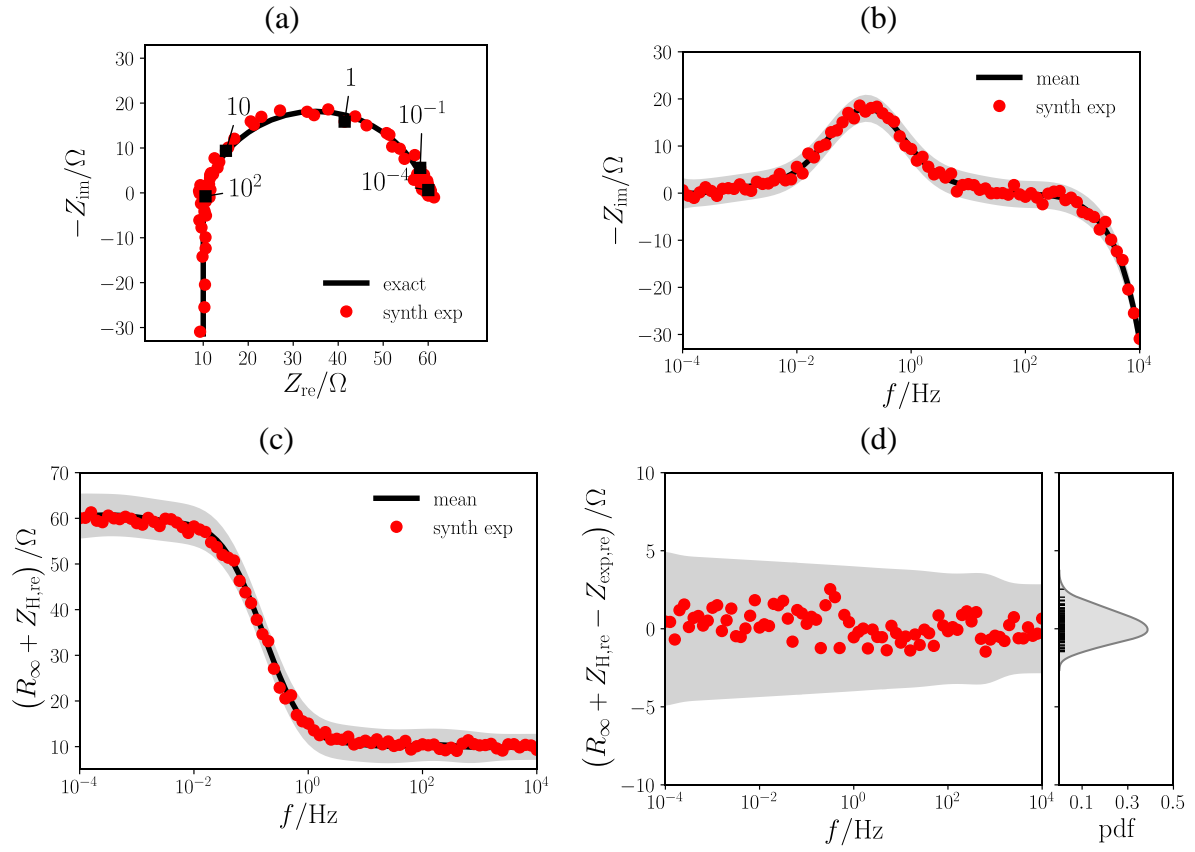 (a)
−Z_im/Ω
30
20
10
0
−10
−20
−30
10
1
10^−1
10^2
10^−4
exact
synth exp
10 20 30 40 50 60
Z_re/Ω
(b)
−Z_im/Ω
30
20
10
0
−10
−20
−30
mean
synth exp
10^−4 10^−2 10^0 10^2 10^4
f/Hz
(c)
(R_∞ + Z_H,re) /Ω
70
60
50
40
30
20
10
mean
synth exp
10^−4 10^−2 10^0 10^2 10^4
f/Hz
(d)
(R_∞ + Z_H,re − Z_exp,re) /Ω
10
5
0
−5
−10
10^−4 10^−2 10^0 10^2 10^4
f/Hz
0.1 0.3 0.5
pdf